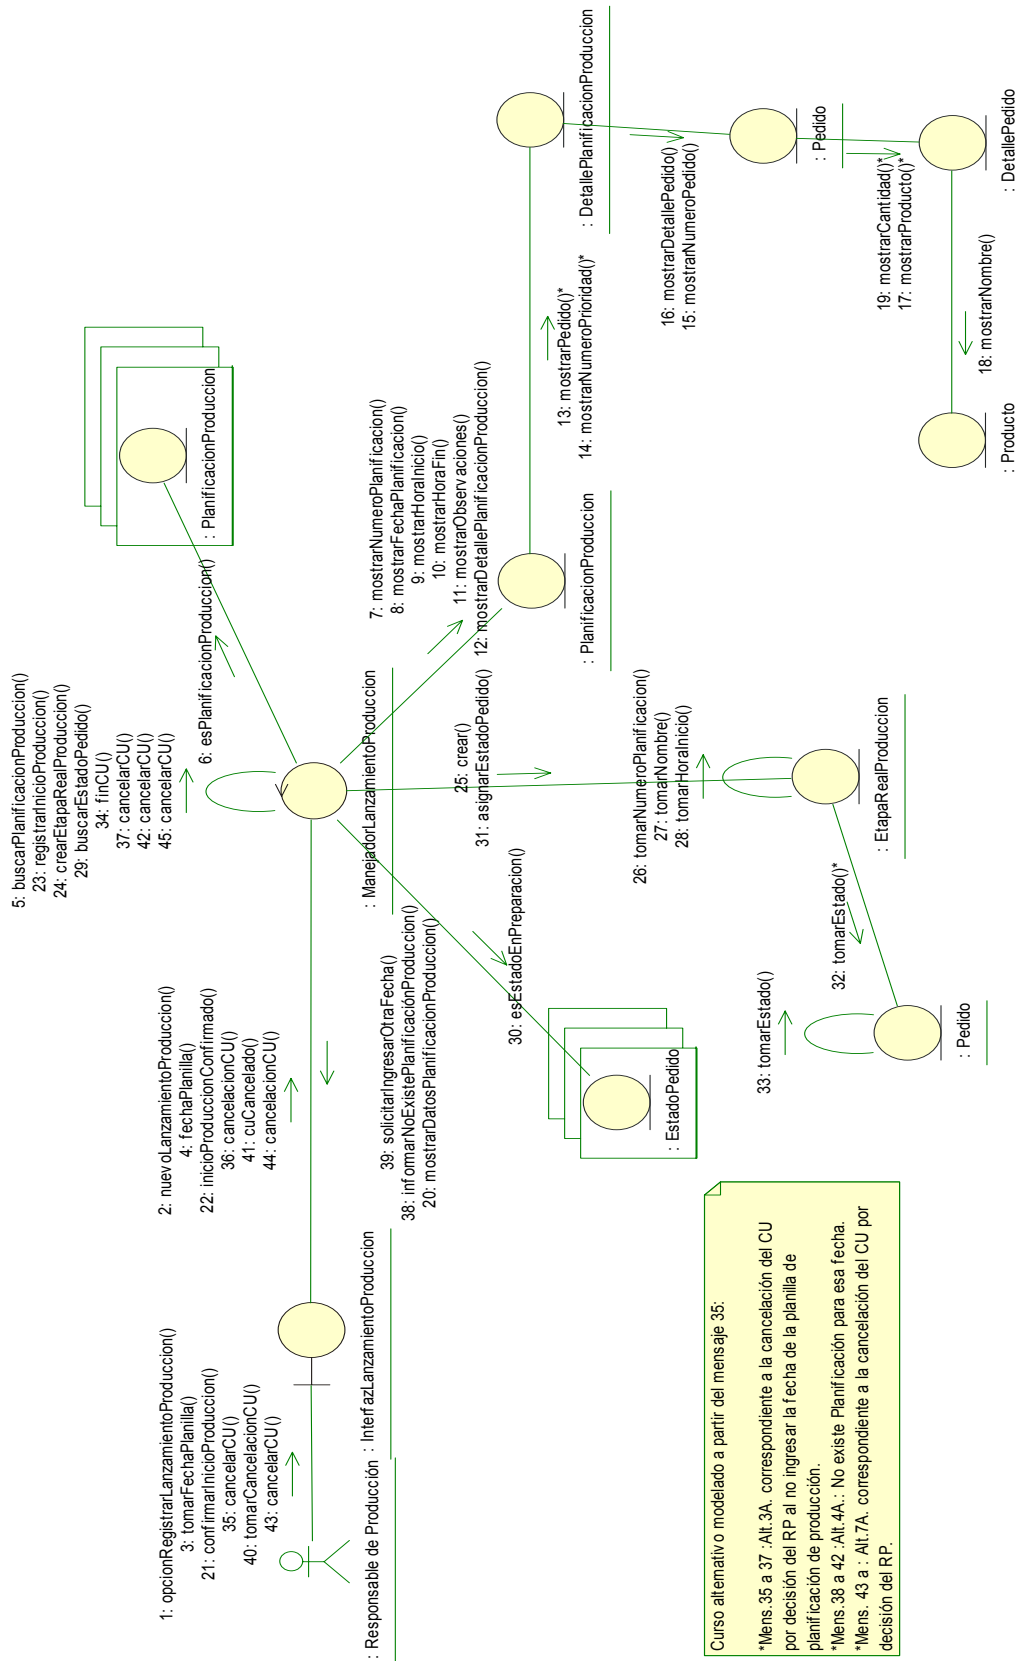 1: opcionRegistrarLanzamientoProduccion()
3: tomarFechaPlanilla()
21: confirmarInicioProduccion()
35: cancelarCU()
40: tomarCancelacionCU()
43: cancelarCU()
: Responsable de Producción
: InterfazLanzamientoProduccion
2: nuevoLanzamientoProduccion()
4: fechaPlanilla()
22: inicioProduccionConfirmado()
36: cancelacionCU()
41: cuCancelado()
44: cancelacionCU()
39: solicitarIngresarOtraFecha()
38: informarNoExistePlanificaciónProduccion()
20: mostrarDatosPlanificacionProduccion()
5: buscarPlanificacionProduccion()
23: registrarInicioProduccion()
24: crearEtapaRealProduccion()
29: buscarEstadoPedido()
34: finCU()
37: cancelarCU()
42: cancelarCU()
45: cancelarCU()
: ManejadorLanzamientoProduccion
6: esPlanificacionProduccion()
: PlanificacionProduccion
7: mostrarNumeroPlanificacion()
8: mostrarFechaPlanificacion()
9: mostrarHoraInicio()
10: mostrarHoraFin()
11: mostrarObservaciones()
12: mostrarDetallePlanificacionProduccion()
: PlanificacionProduccion
13: mostrarPedido()*
14: mostrarNumeroPrioridad()*
: DetallePlanificacionProduccion
16: mostrarDetallePedido()
15: mostrarNumeroPedido()
: Pedido
19: mostrarCantidad()*
17: mostrarProducto()*
: DetallePedido
18: mostrarNombre()
: Producto
25: crear()
31: asignarEstadoPedido()
26: tomarNumeroPlanificacion()
27: tomarNombre()
28: tomarHoraInicio()
: EtapaRealProduccion
30: esEstadoEnPreparacion()
: EstadoPedido
32: tomarEstado()*
33: tomarEstado()
: Pedido
Curso alternativo modelado a partir del mensaje 35:
*Mens.35 a 37 :Alt.3A. correspondiente a la cancelación del CU
por decisión del RP al no ingresar la fecha de la planilla de
planificación de producción.
*Mens.38 a 42 :Alt.4A.: No existe Planificación para esa fecha.
*Mens. 43 a : Alt.7A. correspondiente a la cancelación del CU por
decisión del RP.